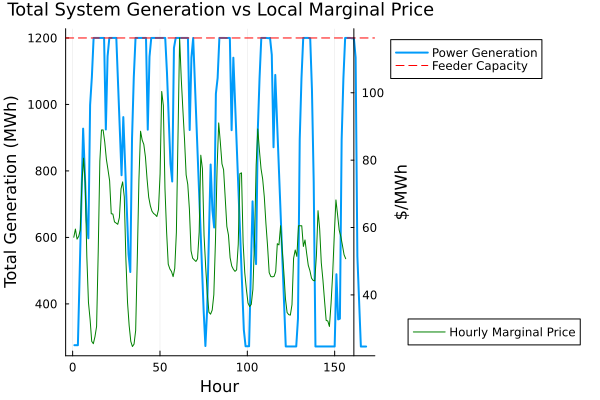 Total System Generation vs Local Marginal Price
Total Generation (MWh)
1200
1000
800
600
400
0
50
100
150
Hour
100
80
60
40
$/MWh
Power Generation
Feeder Capacity
Hourly Marginal Price